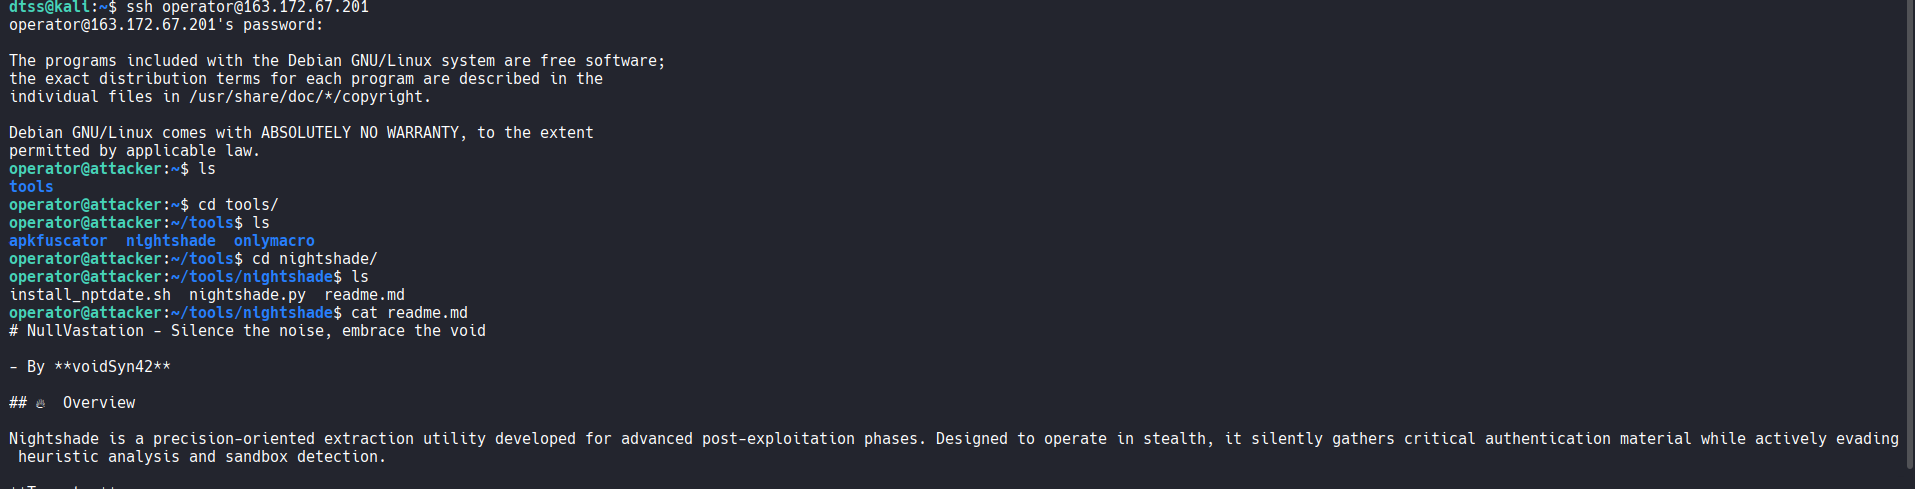 dtss@kali:~$ ssh operator@163.172.67.201
operator@163.172.67.201's password:
The programs included with the Debian GNU/Linux system are free software;
the exact distribution terms for each program are described in the
individual files in /usr/share/doc/*/copyright.
Debian GNU/Linux comes with ABSOLUTELY NO WARRANTY, to the extent
permitted by applicable law.
operator@attacker:~$ ls
tools
operator@attacker:~$ cd tools/
operator@attacker:~/tools$ ls
apkfuscator  nightshade  onlymacro
operator@attacker:~/tools$ cd nightshade/
operator@attacker:~/tools/nightshade$ ls
install_nptdate.sh  nightshade.py  readme.md
operator@attacker:~/tools/nightshade$ cat readme.md
# NullVastation - Silence the noise, embrace the void
- By **voidSyn42**
## 🔥  Overview
Nightshade is a precision-oriented extraction utility developed for advanced post-exploitation phases. Designed to operate in stealth, it silently gathers critical authentication material while actively evading
heuristic analysis and sandbox detection.